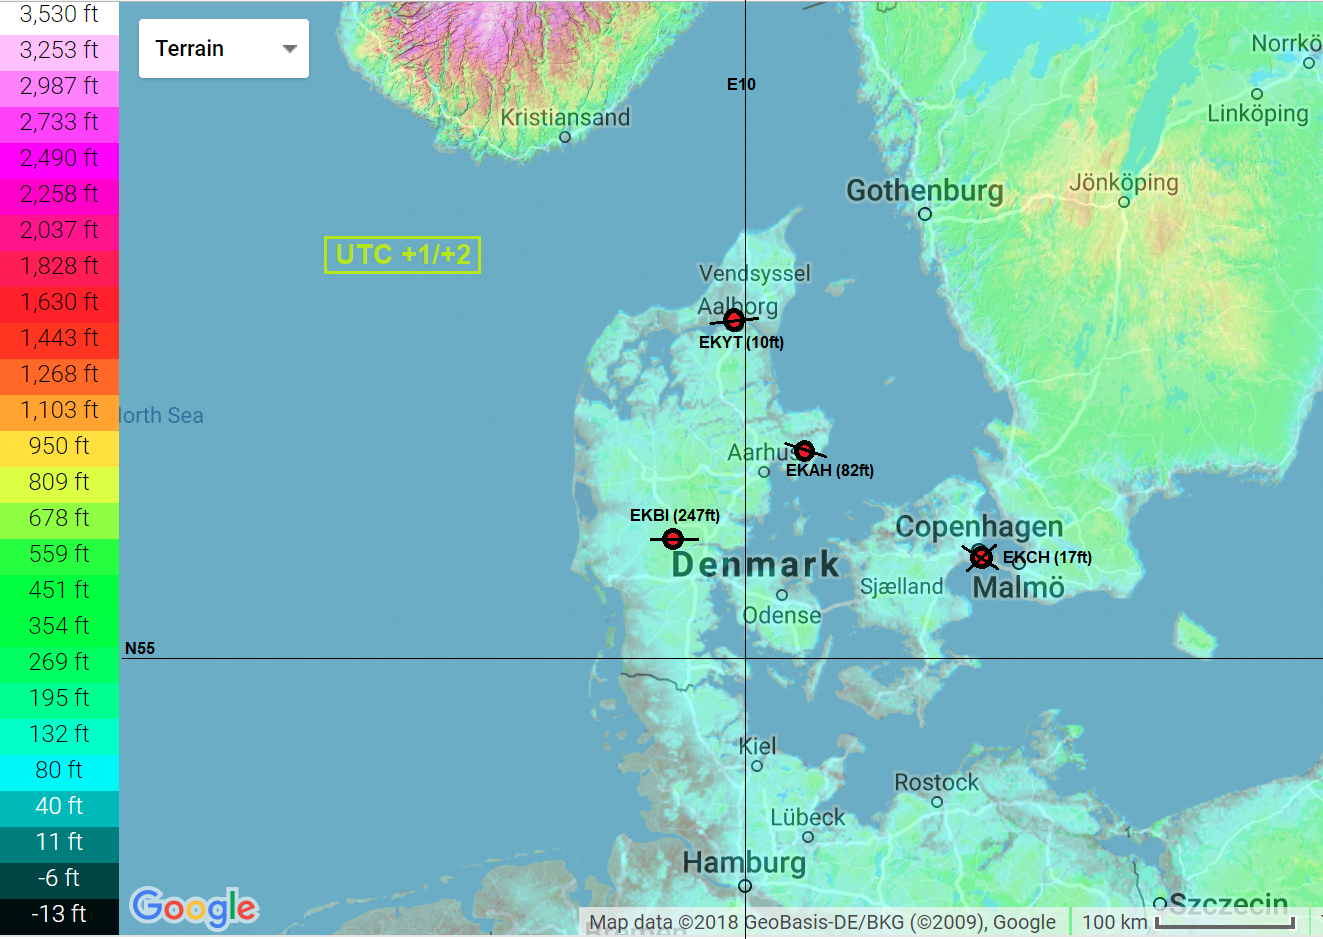 3,530 ft
3,253 ft
2,987 ft
2,733 ft
2,490 ft
2,258 ft
2,037 ft
1,828 ft
1,630 ft
1,443 ft
1,268 ft
1,103 ft
950 ft
809 ft
678 ft
559 ft
451 ft
354 ft
269 ft
195 ft
132 ft
80 ft
40 ft
11 ft
-6 ft
-13 ft
Terrain
E10
Norrkö
Linköping
Kristiansand
Jönköping
Gothenburg
UTC +1/+2
Vendsyssel
Aalborg
EKYT (10ft)
orth Sea
Aarhus
EKAH (82ft)
EKBI (247ft)
Copenhagen
EKCH (17ft)
Denmark
Malmö
Sjælland
Odense
N55
Kiel
Rostock
Lübeck
Hamburg
Szczecin
Google
Map data ©2018 GeoBasis-DE/BKG (©2009), Google
100 km